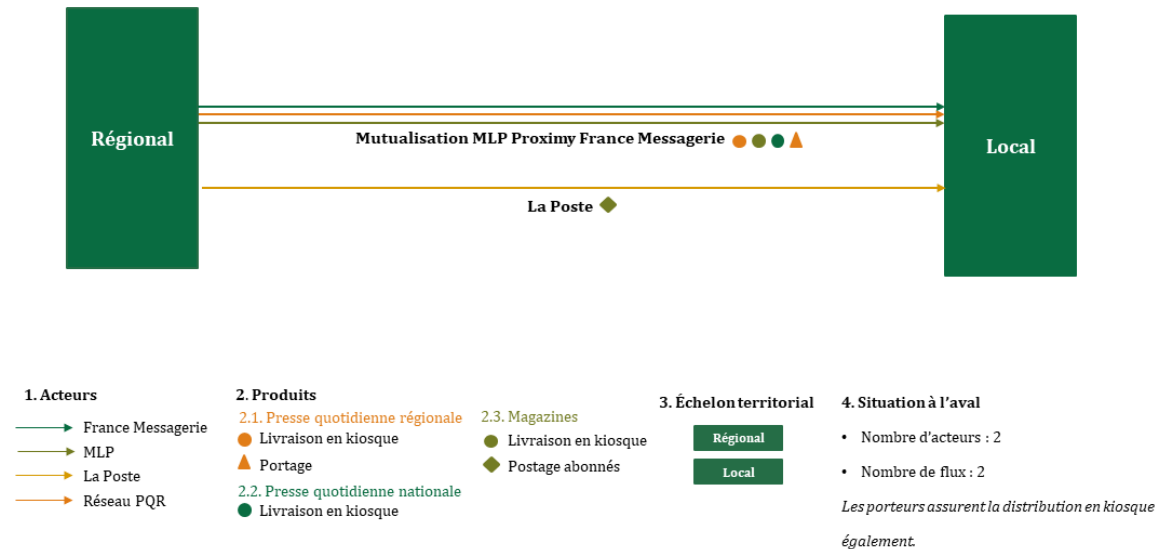 Régional
Mutualisation MLP Proximy France Messagerie
Local
La Poste
1. Acteurs
France Messagerie
MLP
La Poste
Réseau PQR
2. Produits
2.1. Presse quotidienne régionale
Livraison en kiosque
Portage
2.2. Presse quotidienne nationale
Livraison en kiosque
2.3. Magazines
Livraison en kiosque
Postage abonnés
3. Échelon territorial
Régional
Local
4. Situation à l'aval
• Nombre d'acteurs : 2
• Nombre de flux : 2
Les porteurs assurent la distribution en kiosque
également.